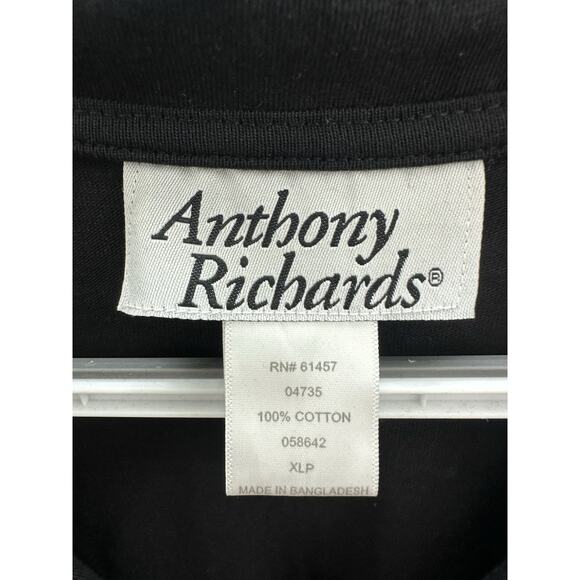 Anthony
Richards®
RN# 61457
04735
100% COTTON
058642
XLP
MADE IN BANGLADESH